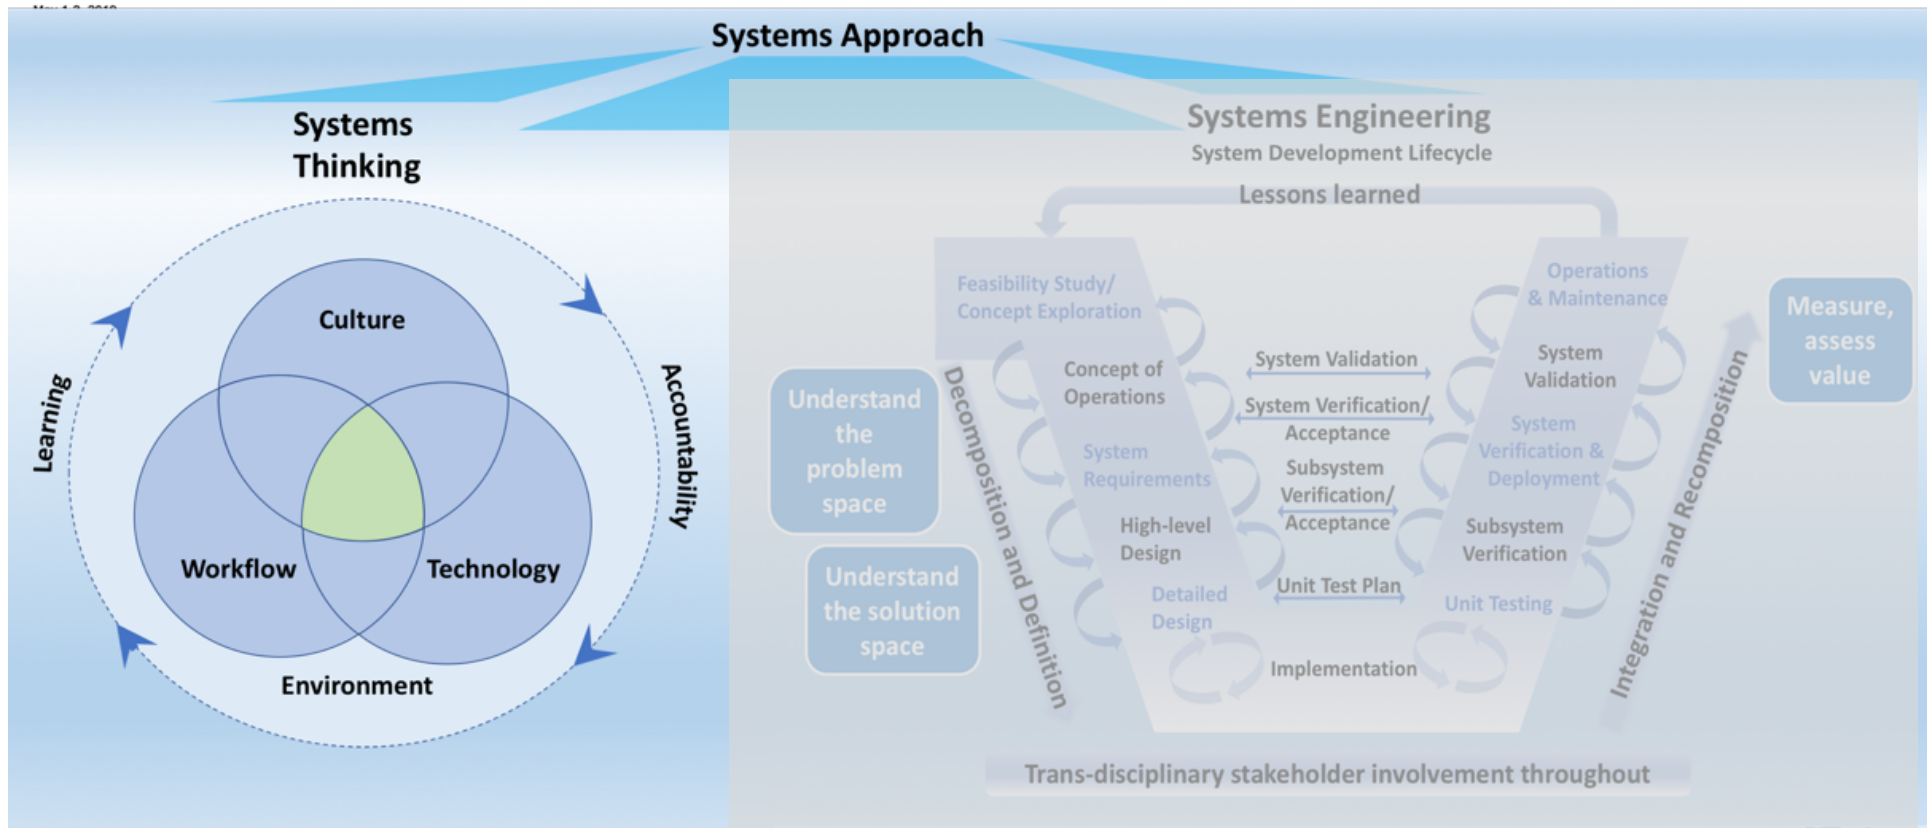 Systems Approach
Systems
Thinking
Culture
Workflow
Technology
Environment
Learning
Accountability
Systems Engineering
System Development Lifecycle
Lessons learned
Feasibility Study/
Concept Exploration
Concept of
Operations
System
Requirements
High-level
Design
Detailed
Design
Decomposition and Definition
Understand
the
problem
space
Understand
the solution
space
System Validation
System Verification/
Acceptance
Subsystem
Verification/
Acceptance
Unit Test Plan
Implementation
Operations
& Maintenance
System
Validation
System
Verification &
Deployment
Subsystem
Verification
Unit Testing
Integration and Recomposition
Measure,
assess
value
Trans-disciplinary stakeholder involvement throughout